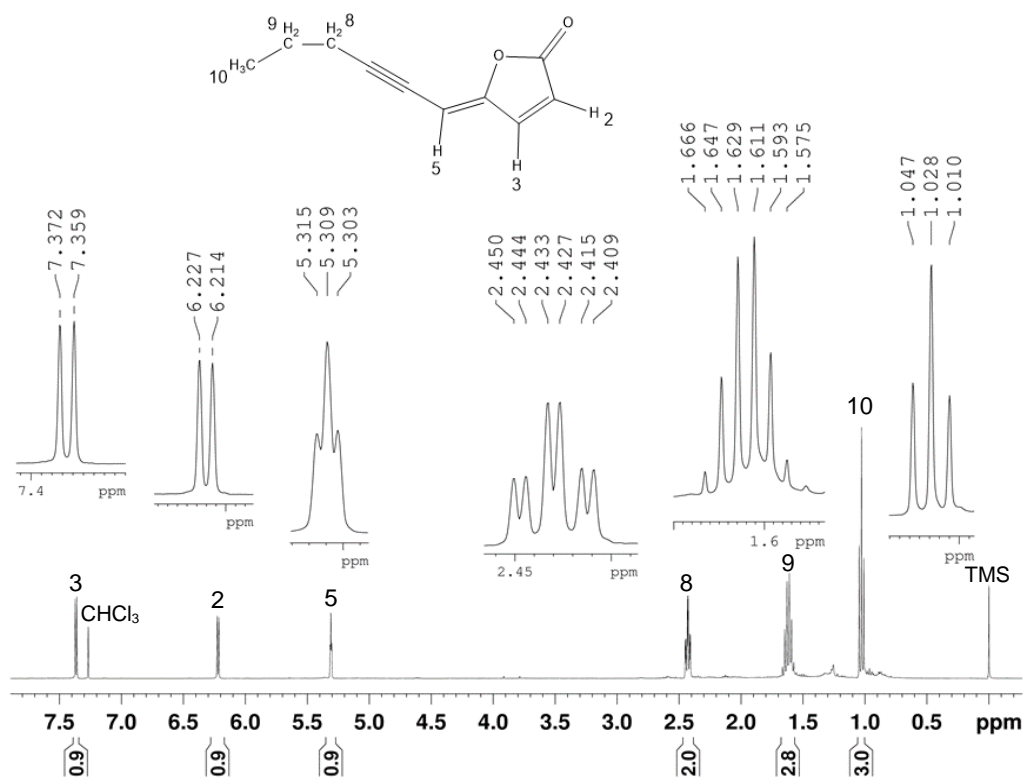 9 H₂ H₂ 8
O
O
10 H₃C
H 2
H
5
H
3
1.666
1.647
1.629
1.611
1.593
1.575
1.047
1.028
1.010
7.372
7.359
6.227
6.214
5.315
5.309
5.303
2.450
2.444
2.433
2.427
2.415
2.409
10
7.4 ppm
ppm
ppm
2.45 ppm
1.6 ppm
ppm
3
CHCl₃
2
5
8
9
TMS
7.5 7.0 6.5 6.0 5.5 5.0 4.5 4.0 3.5 3.0 2.5 2.0 1.5 1.0 0.5 ppm
0.9 0.9 0.9 2.0 2.8 3.0